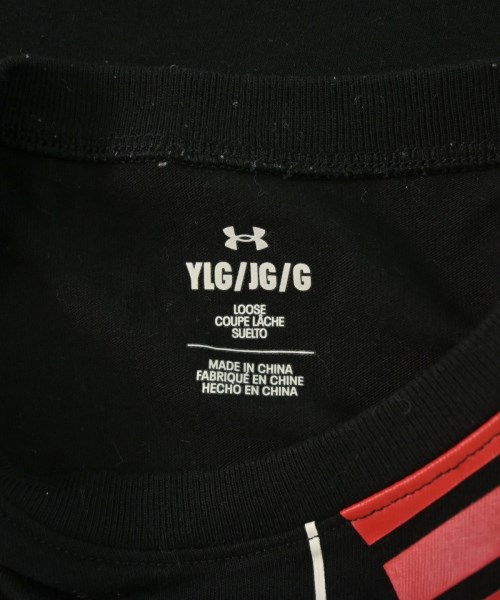 YLG/JG/G
LOOSE
COUPE LÂCHE
SUELTO
MADE IN CHINA
FABRIQUÉ EN CHINE
HECHO EN CHINA